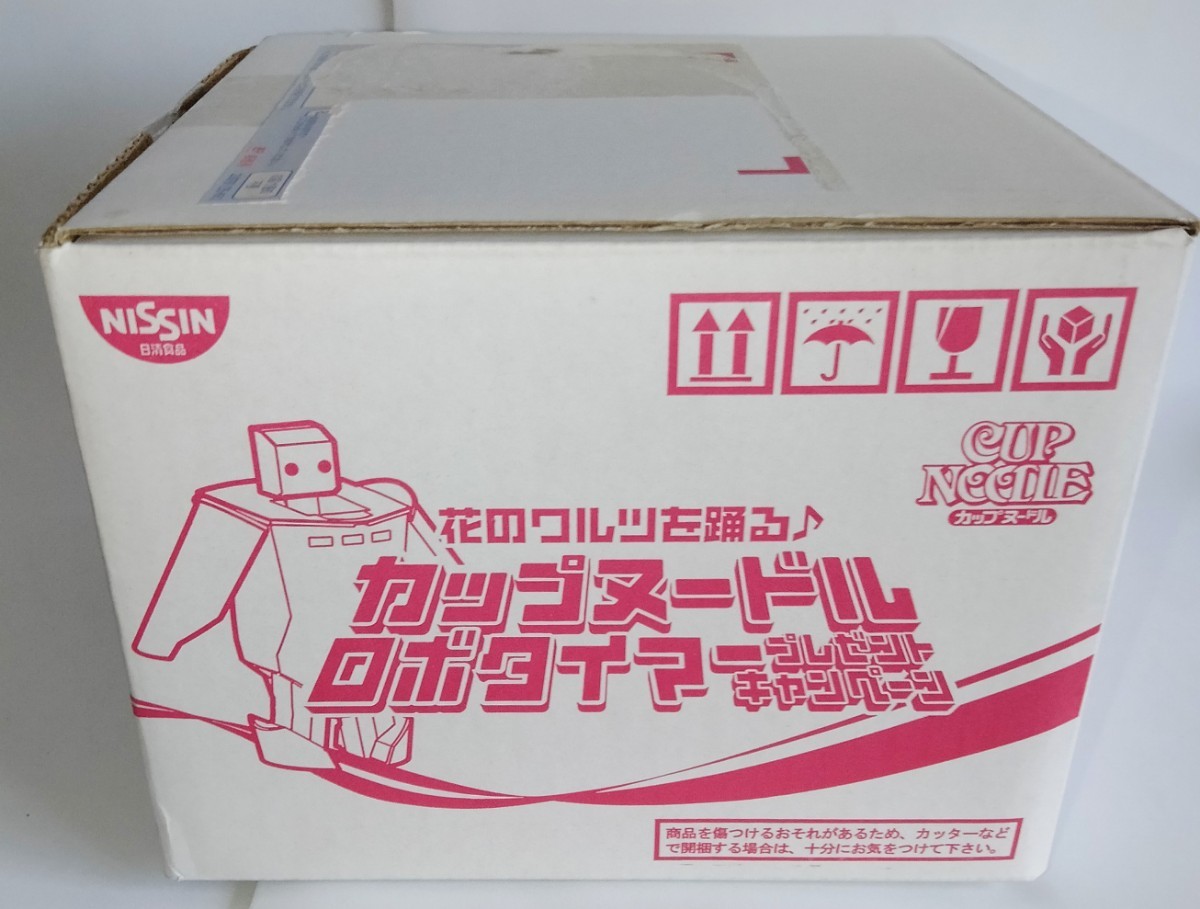 NISSIN
日清食品
CUP
NOODLE
カップヌードル
花のワルツを踊る♪
カップヌードル
ロボタイマー
プレゼント
キャンペーン
商品を傷つけるおそれがあるため、カッターなど
で開梱する場合は、十分にお気をつけて下さい。